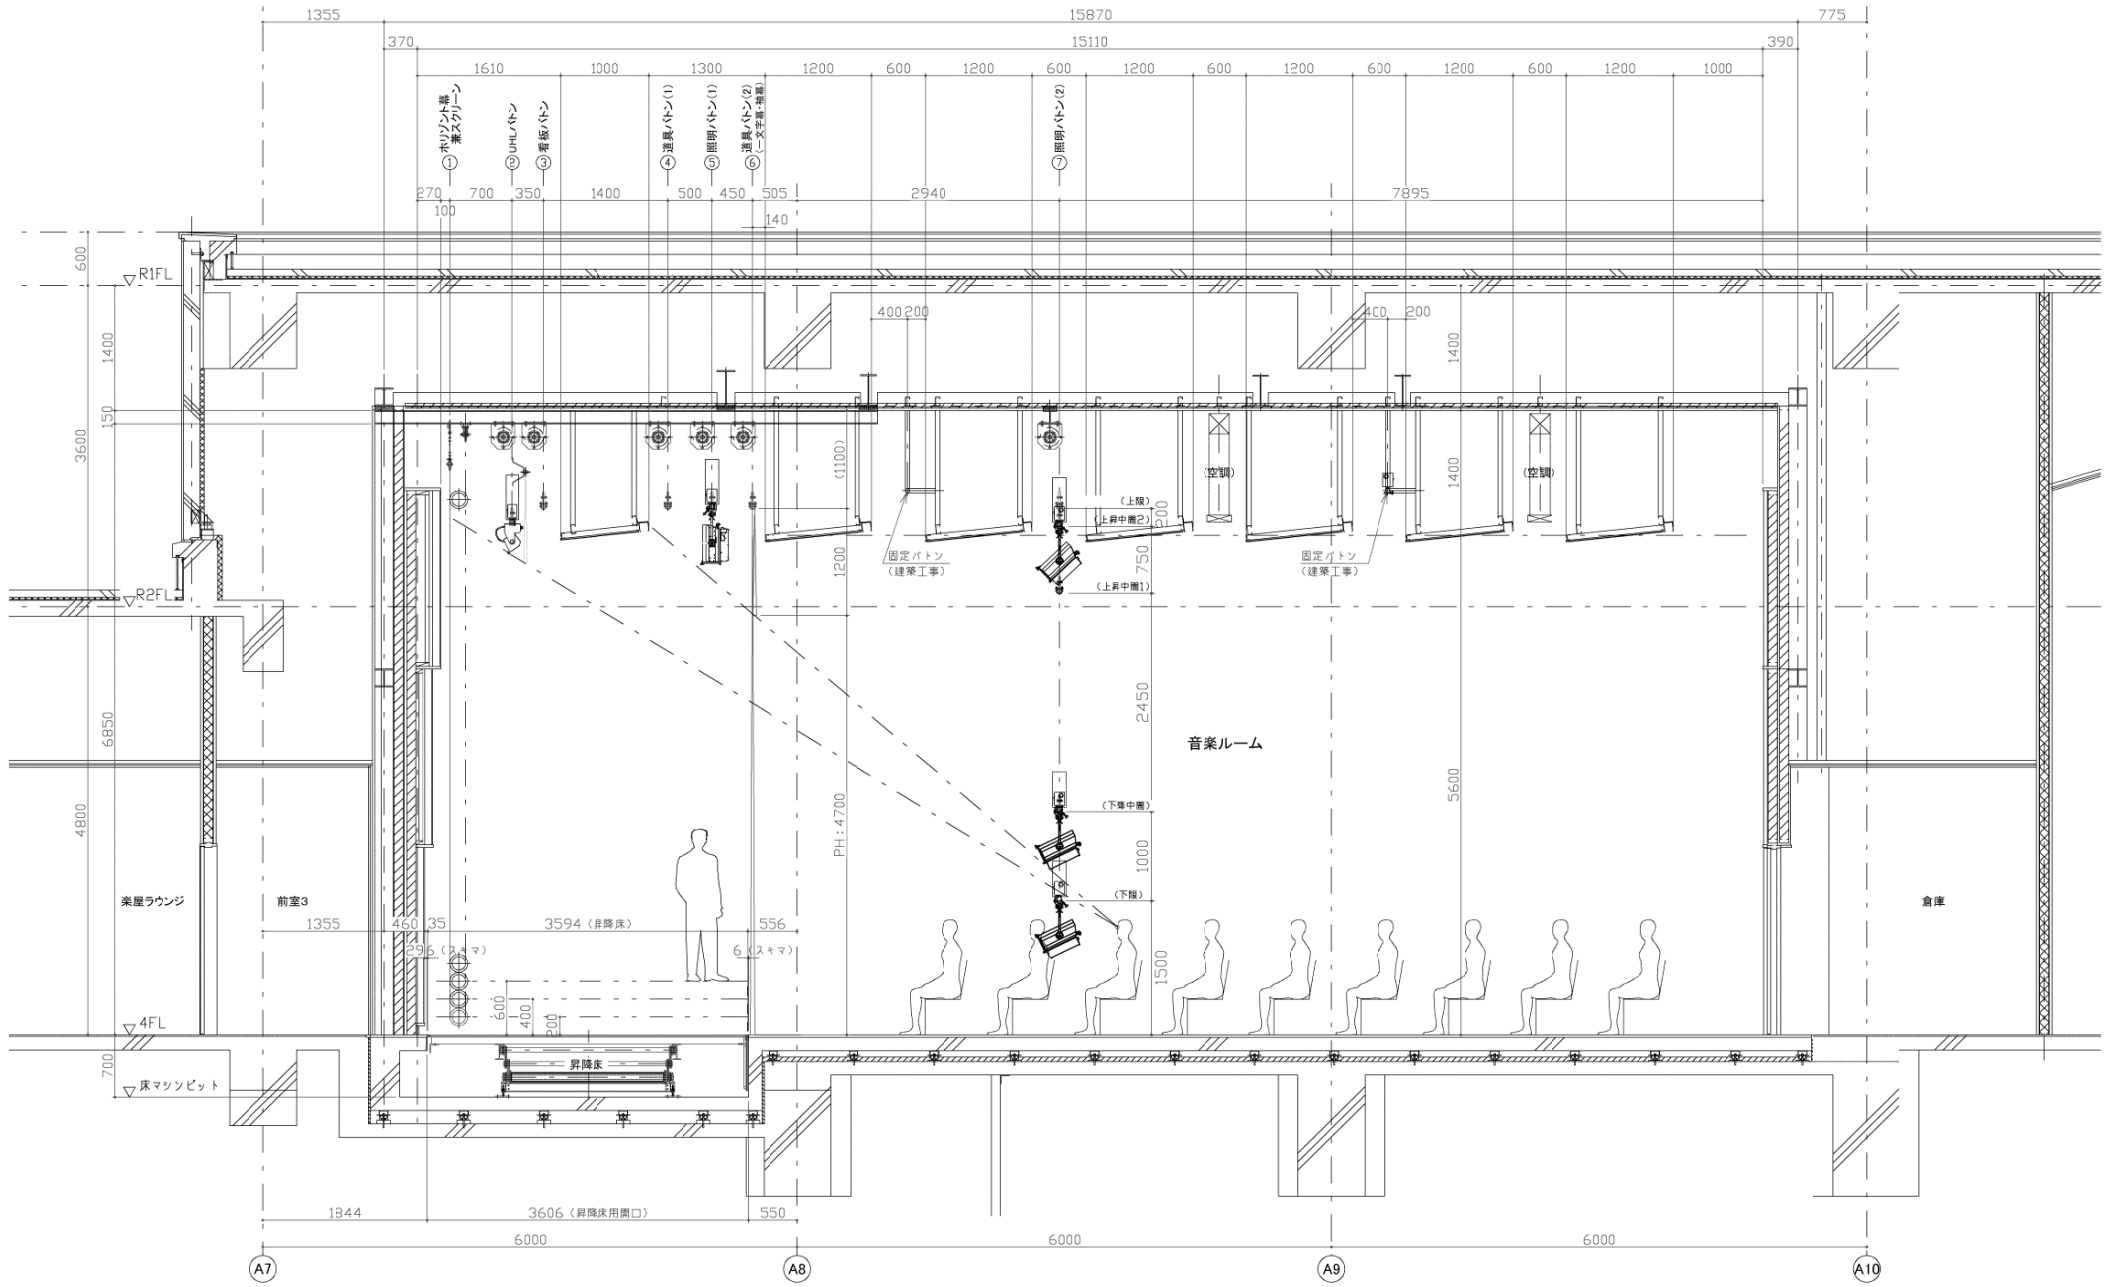 1355 15870 775
370 15110 390
1610 1000 1300 1200 600 1200 600 1200 600 1200 600 1200 600 1200 1000
①ホリゾント幕
兼スクリーン
②UHLバトン
③看板バトン
④道具バトン(1)
⑤照明バトン(1)
⑥道具バトン(2)
(一文字幕・袖幕)
⑦照明バトン(2)
270 700 350 1400 500 450 505 2940 7895
100 140
600
R1FL
400 200 400 200
1400 1400
150
3600
(1100) 1400
(空調) (空調)
(上限)
200
(上昇中間2)
固定バトン
(建築工事)
固定バトン
(建築工事)
1200 750
(上昇中間1)
R2FL
2450
6850
音楽ルーム
5600
4800
PH:4700
(下降中間)
1000
(下限)
楽屋ラウンジ 前室3 倉庫
1355 460 35 3594 (昇降床) 556
296 (スキマ) 6 (スキマ)
1500
600 400 200
4FL
700
昇降床
床マシンピット
1844 3606 (昇降床用開口) 550
6000 6000 6000
A7 A8 A9 A10